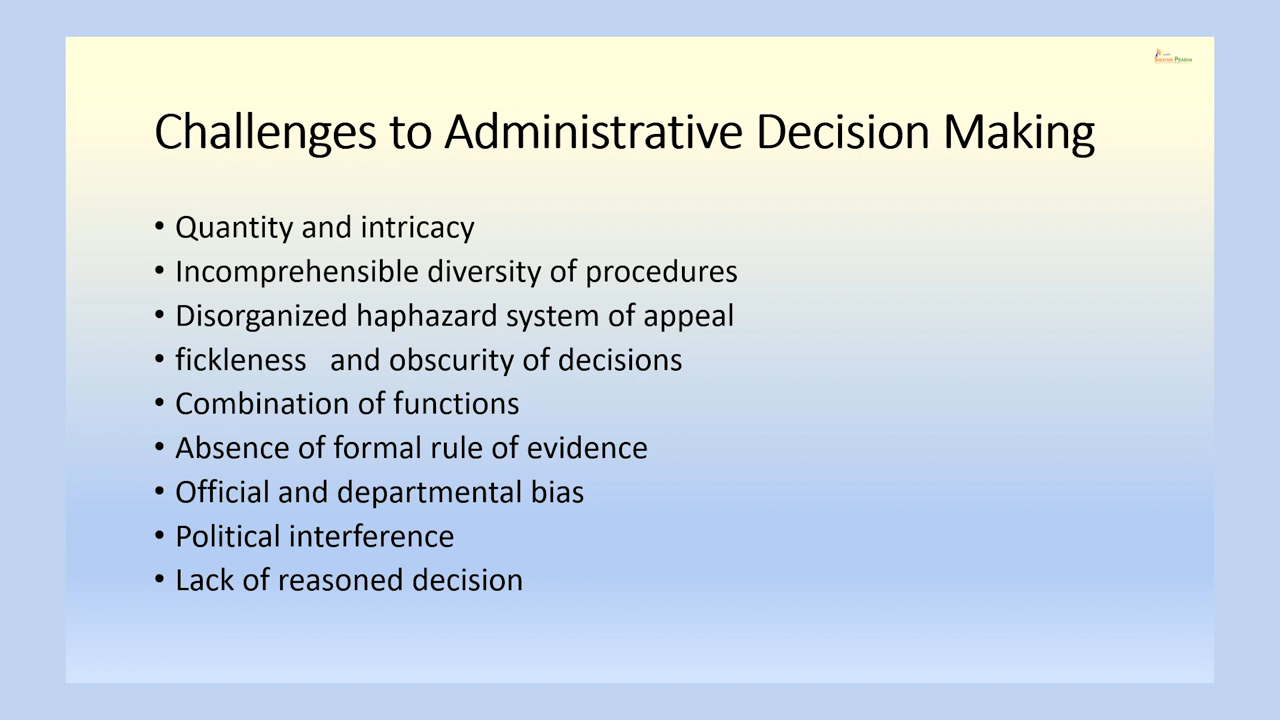 Challenges to Administrative Decision Making
• Quantity and intricacy
• Incomprehensible diversity of procedures
• Disorganized haphazard system of appeal
• fickleness   and obscurity of decisions
• Combination of functions
• Absence of formal rule of evidence
• Official and departmental bias
• Political interference
• Lack of reasoned decision